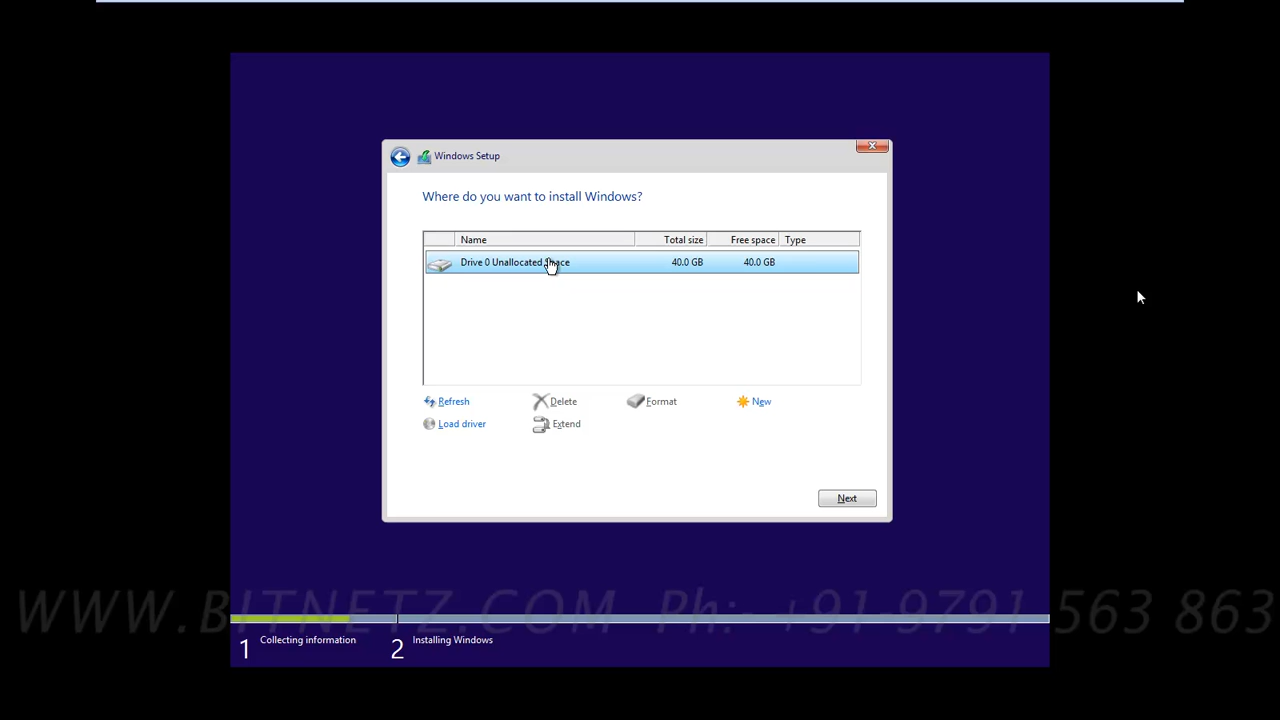 Windows Setup
Where do you want to install Windows?
Name Total size Free space Type
Drive 0 Unallocated Space 40.0 GB 40.0 GB
Refresh Delete Format New
Load driver Extend
Next
WWW.BITNETZ.COM Ph:- +91-9791 563 863
1 Collecting information 2 Installing Windows